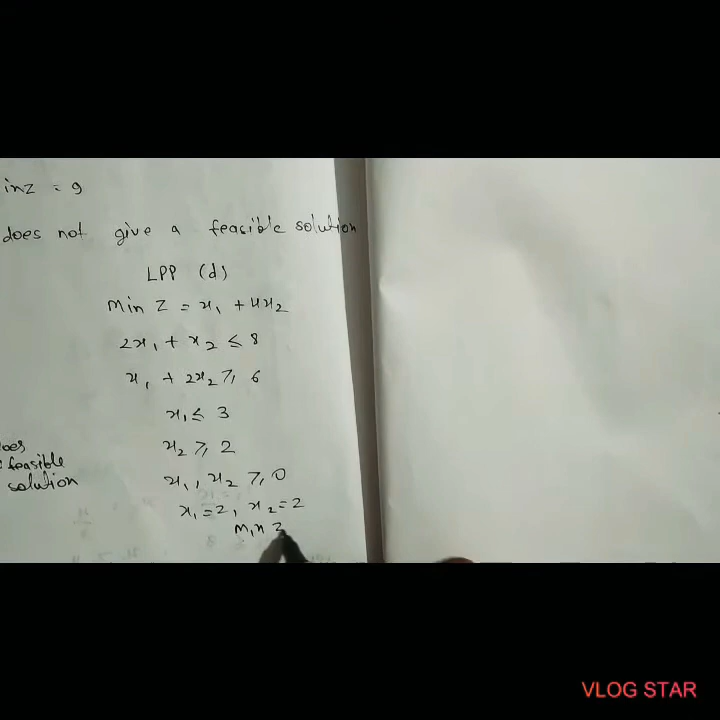 inz = 9
does not give a feasible solution
LPP (d)
Min Z = x₁ + 4x₂
2x₁ + x₂ ≤ 8
x₁ + 2x₂ ≥ 6
x₁ ≤ 3
x₂ ≥ 2
oes
feasible
solution
x₁, x₂ ≥ 0
x₁ = 2, x₂ = 2
Min Z
VLOG STAR